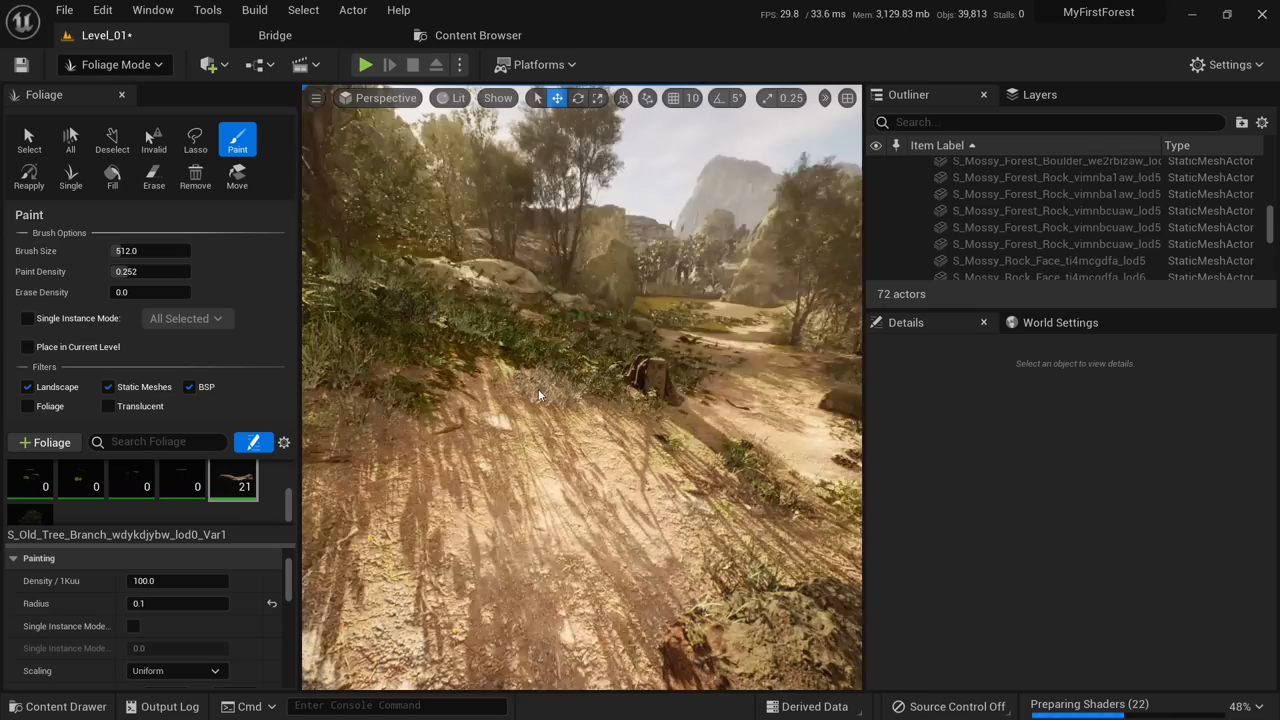 File Edit Window Tools Build Select Actor Help
FPS: 29.8 / 33.6 ms Mem: 3,129.83 mb Objs: 39,813 Stalls: 0 MyFirstForest
Level_01* Bridge Content Browser
Foliage Mode Platforms Settings
Foliage
Perspective Lit Show 10 5° 0.25
Outliner Layers
Search...
Item Label Type
S_Mossy_Forest_Boulder_we2rbizaw_loc StaticMeshActor
S_Mossy_Forest_Rock_vimnba1aw_lod5 StaticMeshActor
S_Mossy_Forest_Rock_vimnba1aw_lod5 StaticMeshActor
S_Mossy_Forest_Rock_vimnbcuaw_lod5 StaticMeshActor
S_Mossy_Forest_Rock_vimnbcuaw_lod5 StaticMeshActor
S_Mossy_Forest_Rock_vimnbcuaw_lod5 StaticMeshActor
S_Mossy_Rock_Face_ti4mcgdfa_lod5 StaticMeshActor
S_Mossy_Rock_Face_ti4mcgdfa_lod6 StaticMeshActor
72 actors
Details World Settings
Select an object to view details.
Select All Deselect Invalid Lasso Paint
Reapply Single Fill Erase Remove Move
Paint
Brush Options
Brush Size 512.0
Paint Density 0.252
Erase Density 0.0
Single Instance Mode: All Selected
Place in Current Level
Filters
Landscape Static Meshes BSP
Foliage Translucent
+ Foliage Search Foliage
0 0 0 0 21
S_Old_Tree_Branch_wdykdjybw_lod0_Var1
Painting
Density / 1Kuu 100.0
Radius 0.1
Single Instance Mode..
Single Instance Mode.. 0.0
Scaling Uniform
Content Drawer Output Log Cmd Enter Console Command Derived Data Source Control Off Preparing Shaders (22) 48%